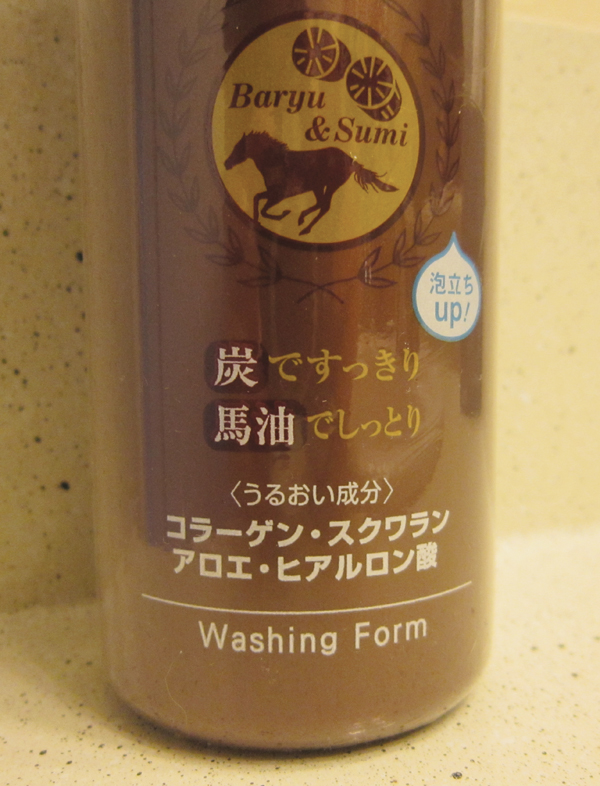 Baryu
& Sumi
泡立ち
up!
炭ですっきり
馬油でしっとり
〈うるおい成分〉
コラーゲン・スクワラン
アロエ・ヒアルロン酸
Washing Form